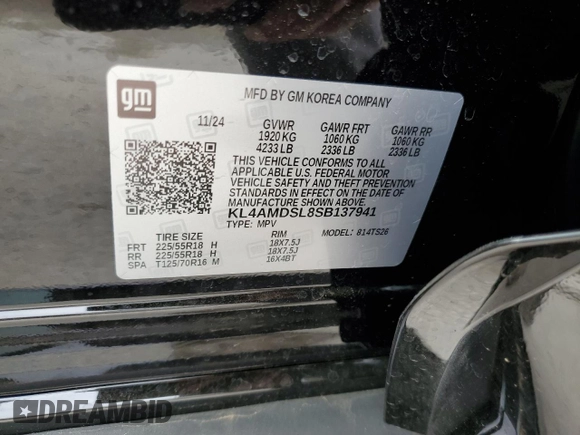 gm
MFD BY GM KOREA COMPANY
11/24 GVWR GAWR FRT GAWR RR
1920 KG 1060 KG 1060 KG
4233 LB 2336 LB 2336 LB
THIS VEHICLE CONFORMS TO ALL
APPLICABLE U.S. FEDERAL MOTOR
VEHICLE SAFETY AND THEFT PREVENTION
STANDARDS IN EFFECT ON THE DATE OF
MANUFACTURE SHOWN ABOVE.
KL4AMDSL8SB137941
TYPE: MPV MODEL: 814TS26
TIRE SIZE RIM
FRT 225/55R18 H 18X7.5J
RR 225/55R18 H 18X7.5J
SPA T125/70R16 M 16X4BT
DREAMBID